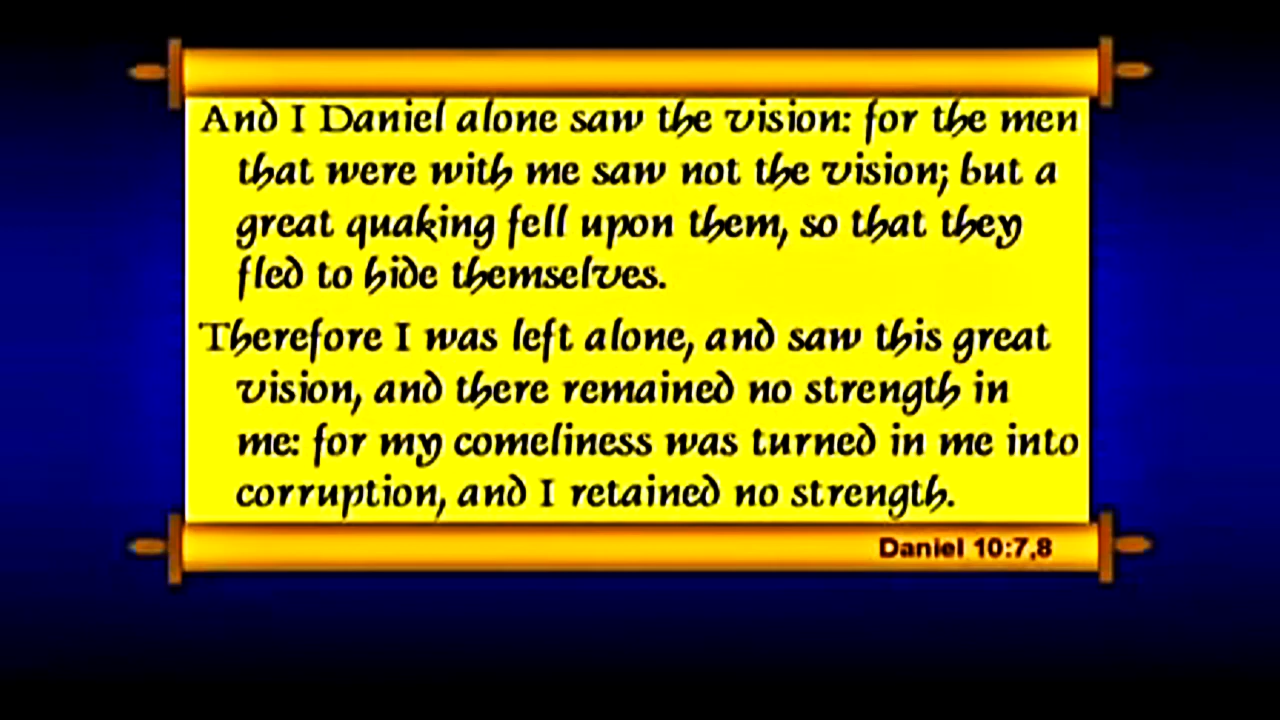 And I Daniel alone saw the vision: for the men
that were with me saw not the vision; but a
great quaking fell upon them, so that they
fled to hide themselves.
Therefore I was left alone, and saw this great
vision, and there remained no strength in
me: for my comeliness was turned in me into
corruption, and I retained no strength.
Daniel 10:7,8